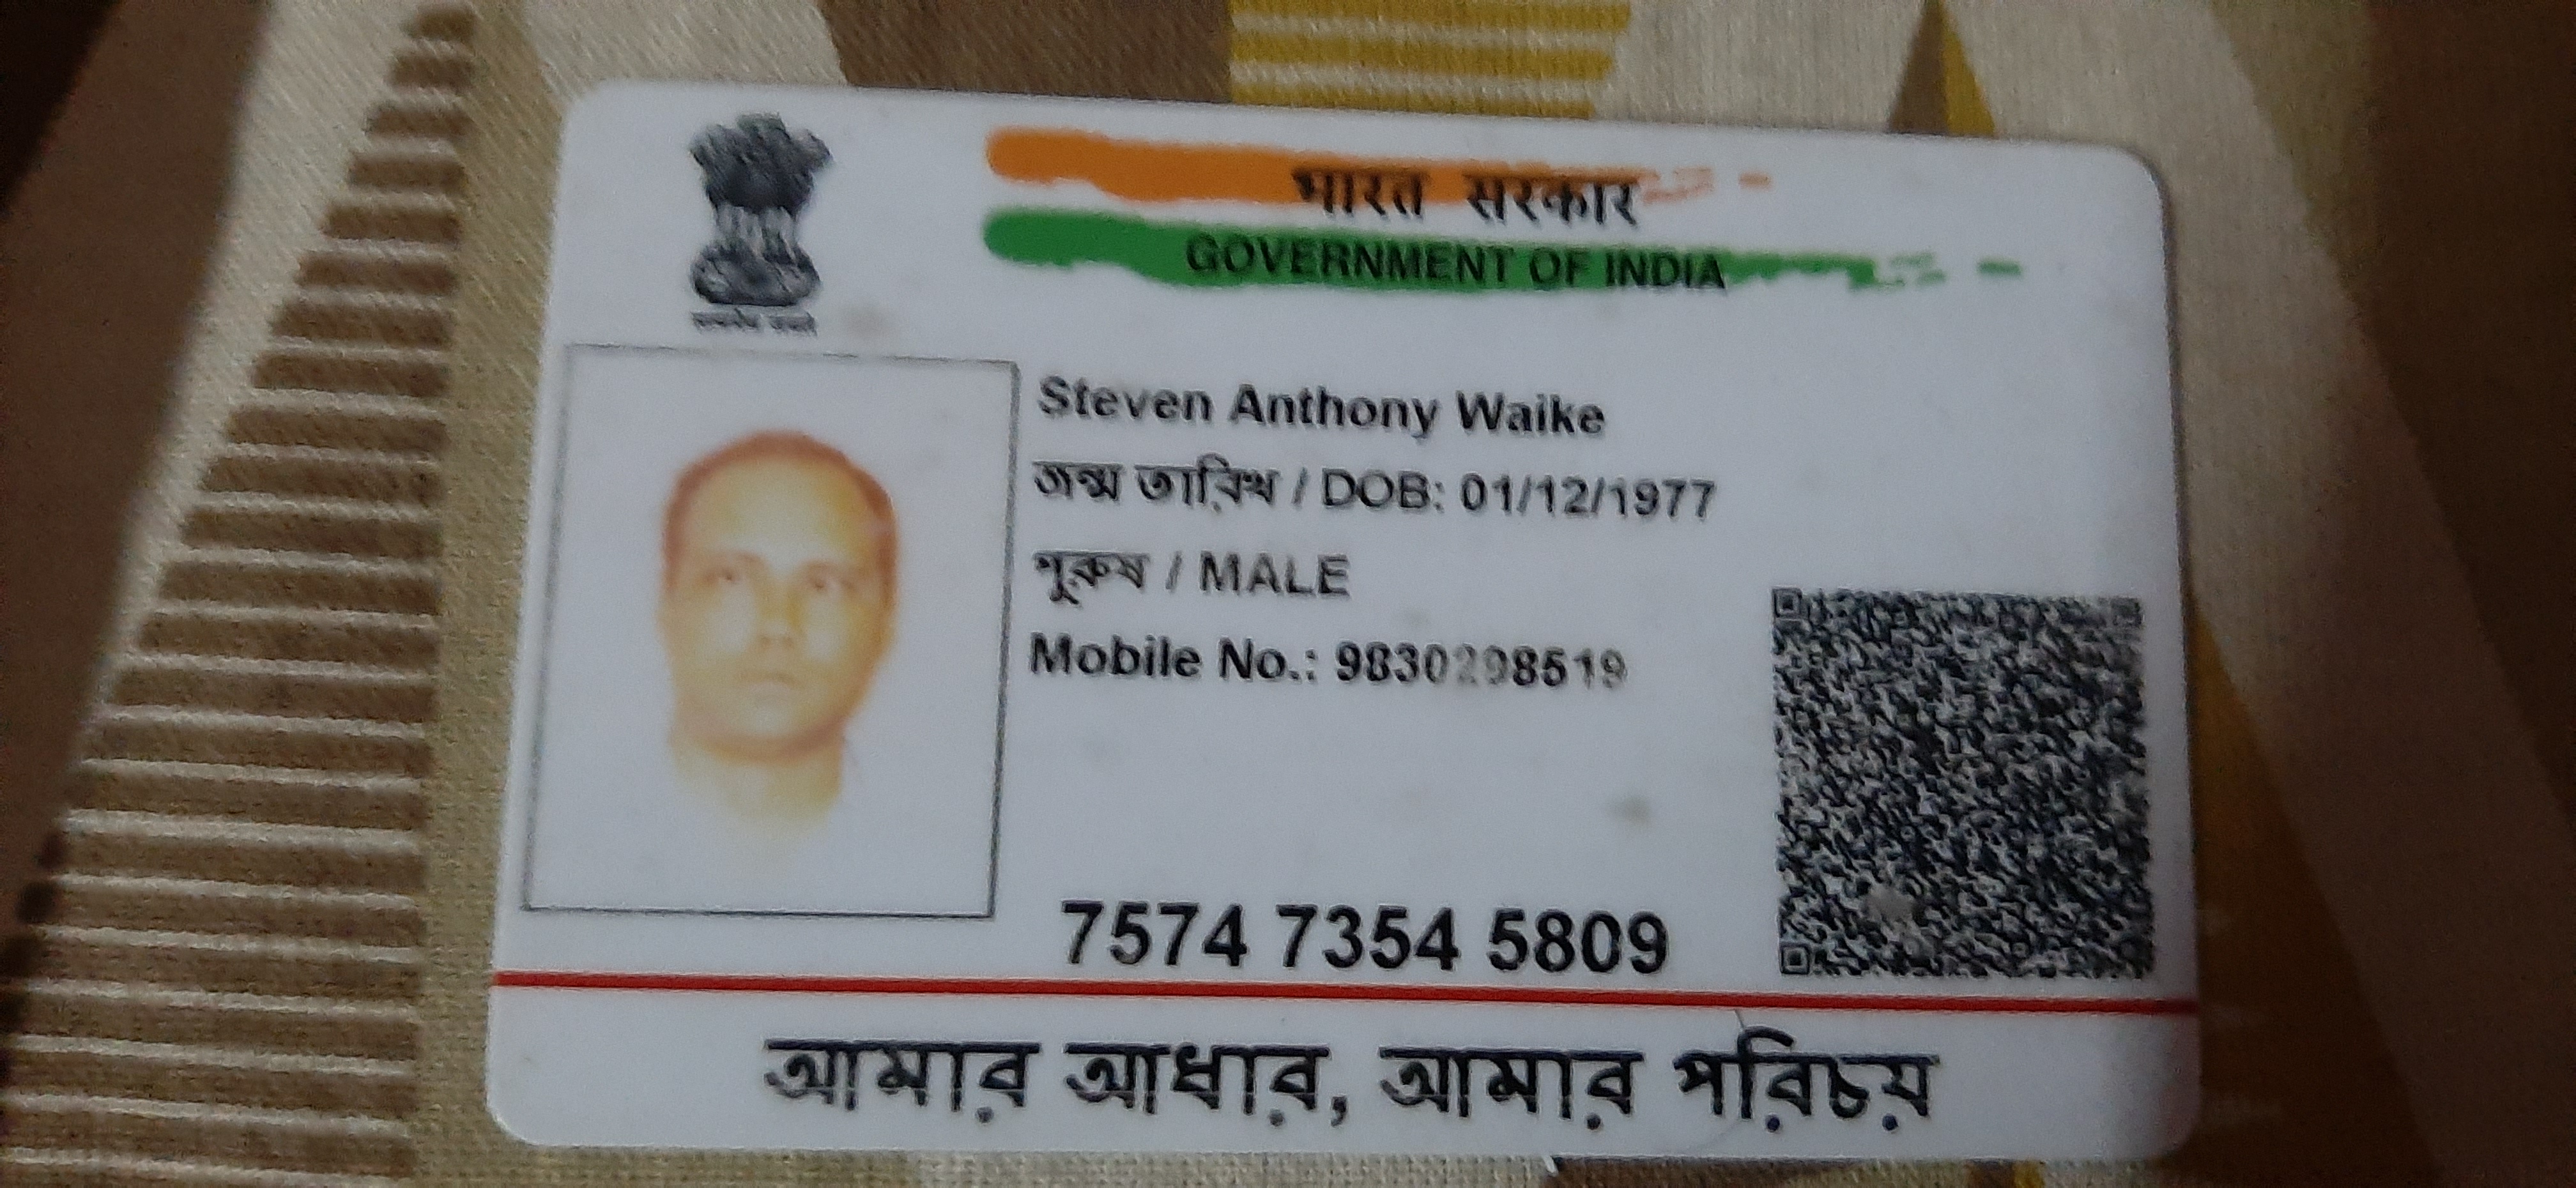 भारत सरकार
GOVERNMENT OF INDIA
Steven Anthony Waike
জন্ম তারিখ / DOB: 01/12/1977
পুরুষ / MALE
Mobile No.: 9830298519
7574 7354 5809
আমার আধার, আমার পরিচয়